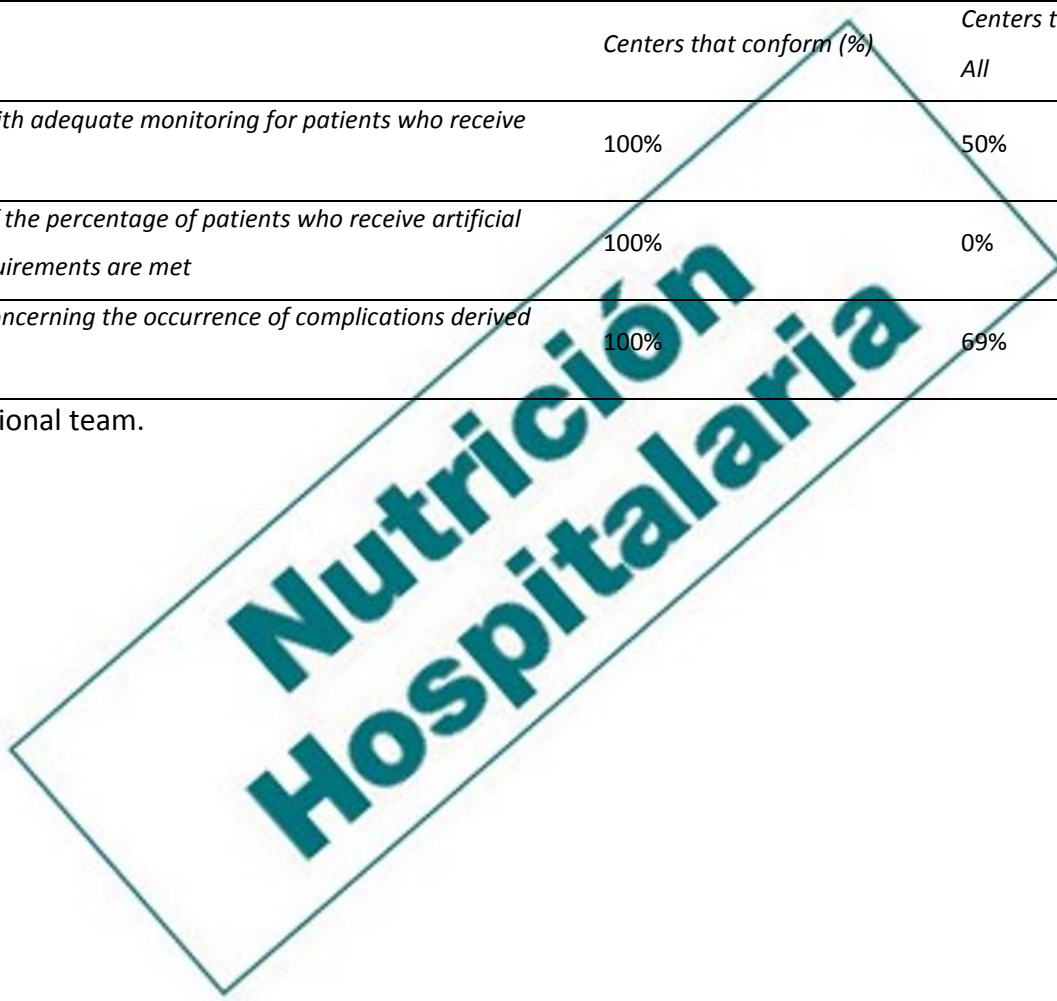 Centers that conform (%)
Centers t
All
ith adequate monitoring for patients who receive
100%
50%
f the percentage of patients who receive artificial
uirements are met
100%
0%
oncerning the occurrence of complications derived
100%
69%
ional team.
Nutrición
Hospitalaria